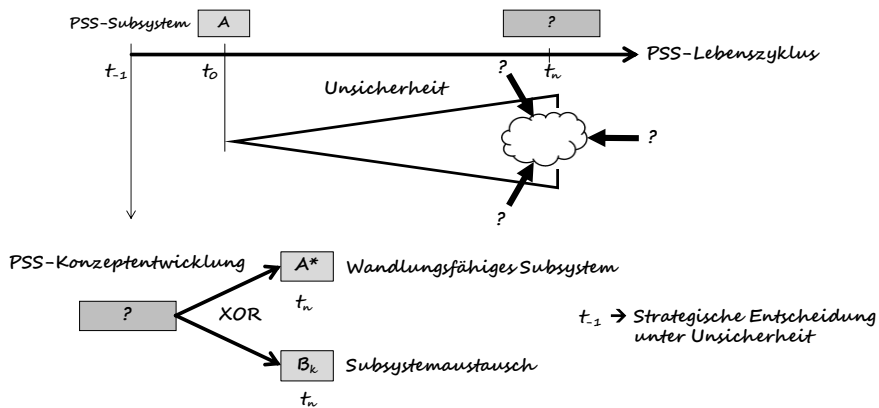 PSS-Subsystem A ?
PSS-Lebenszyklus
t-1 t0 tn
?
Unsicherheit
?
?
PSS-Konzeptentwicklung
A* Wandlungsfähiges Subsystem
tn
? XOR
t-1 → Strategische Entscheidung
unter Unsicherheit
Bk Subsystemaustausch
tn